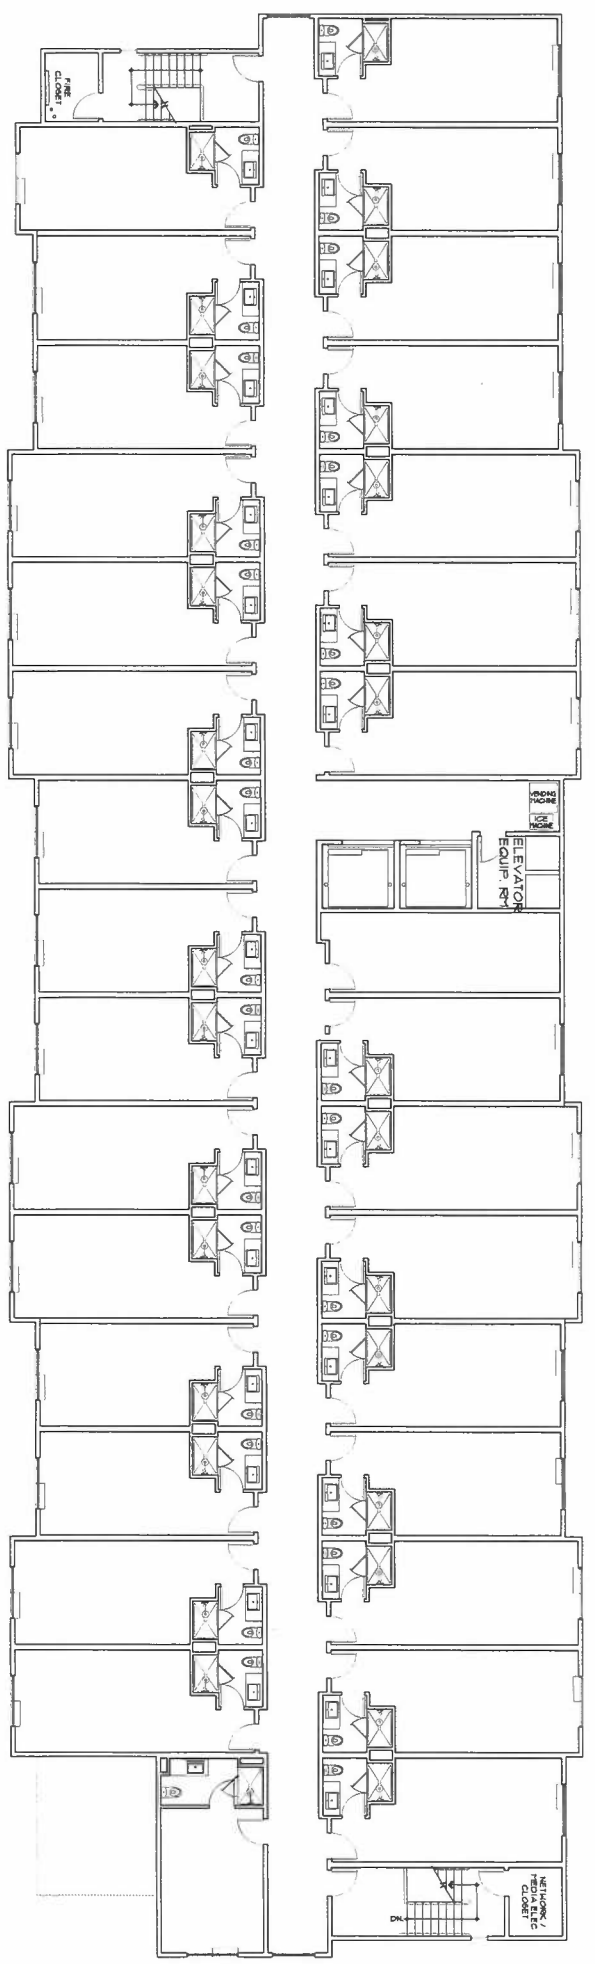 FIRE
CLOSET
VENDING
MACHINE
ICE
MACHINE
ELEVATOR
EQUIP. RM
NETWORK /
MEDIA ELEC
CLOSET
DN.